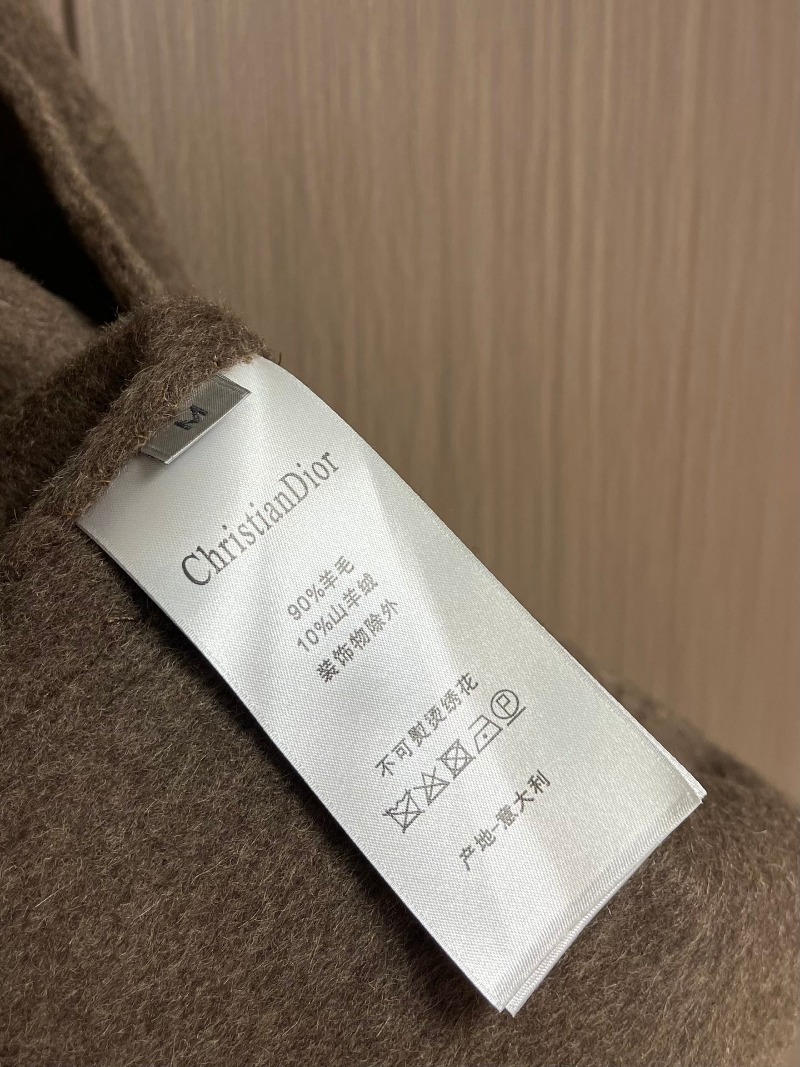 M
ChristianDior
90%羊毛
10%山羊绒
装饰物除外
不可熨烫绣花
P
产地-意大利